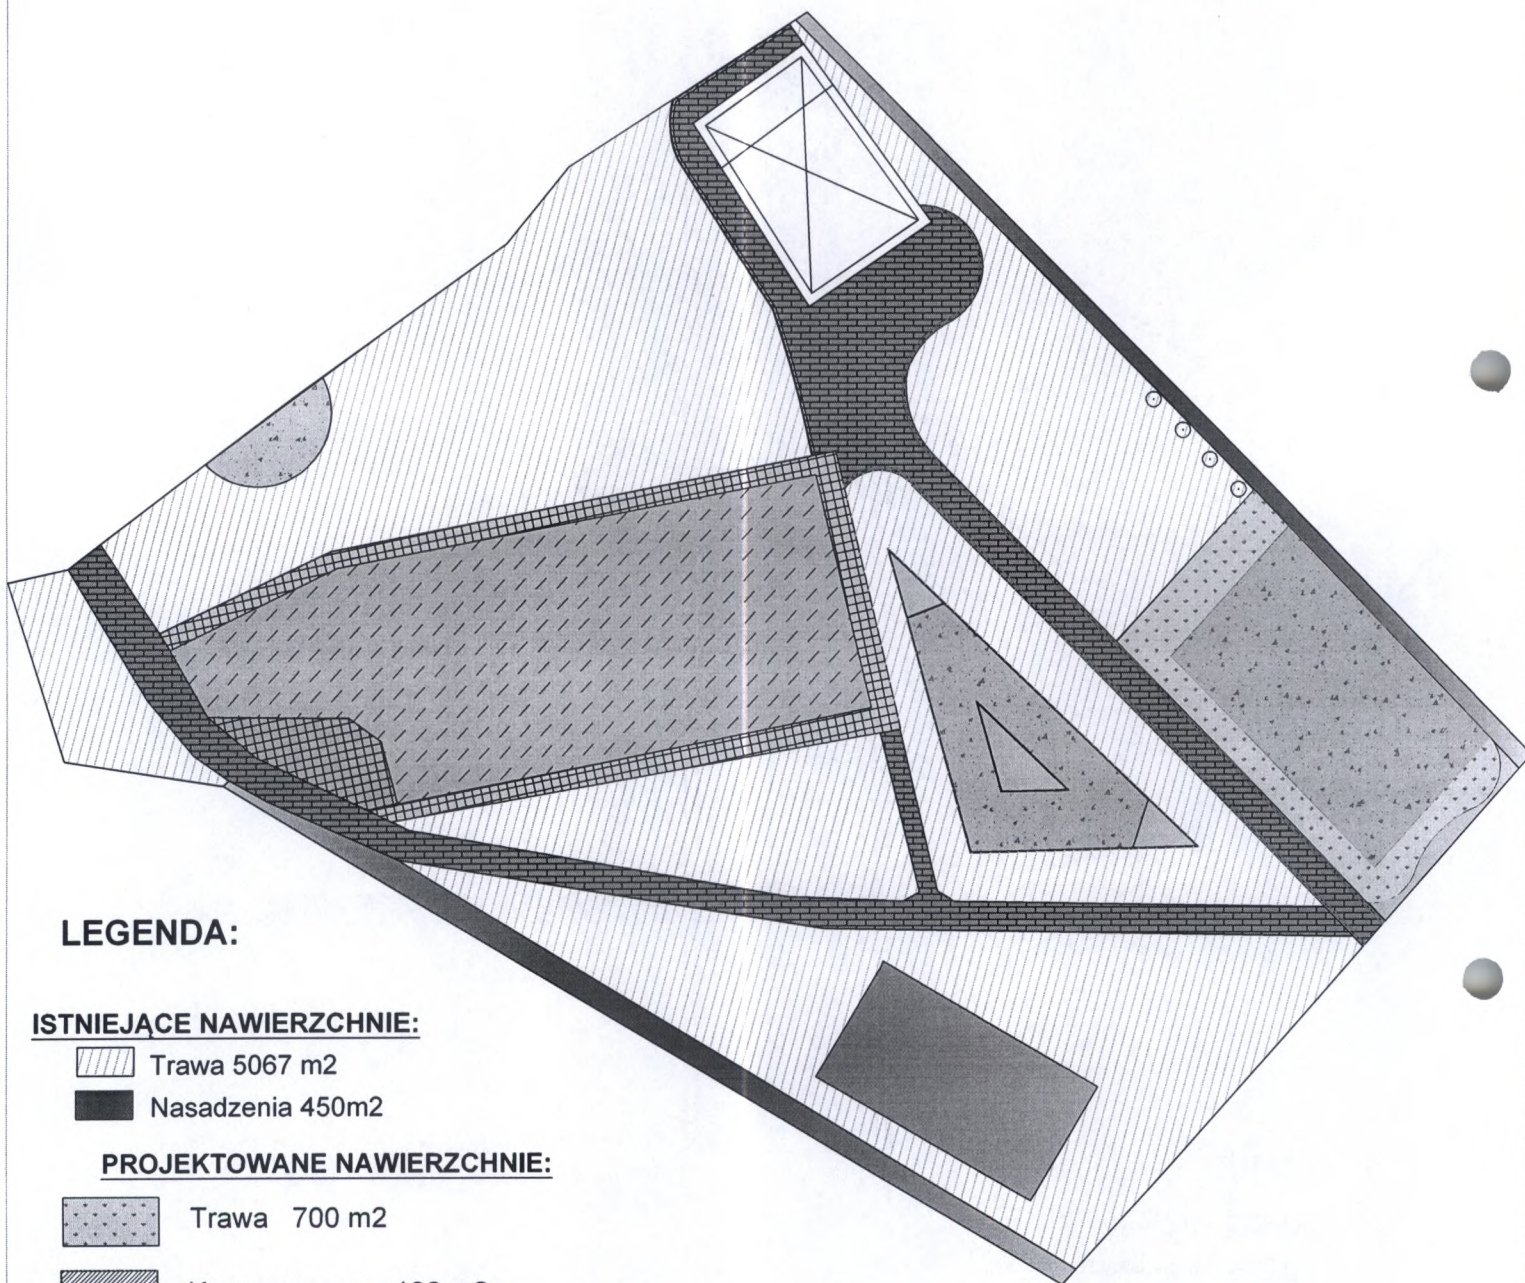 LEGENDA:
ISTNIEJĄCE NAWIERZCHNIE:
Trawa 5067 m2
Nasadzenia 450m2
PROJEKTOWANE NAWIERZCHNIE:
Trawa 700 m2